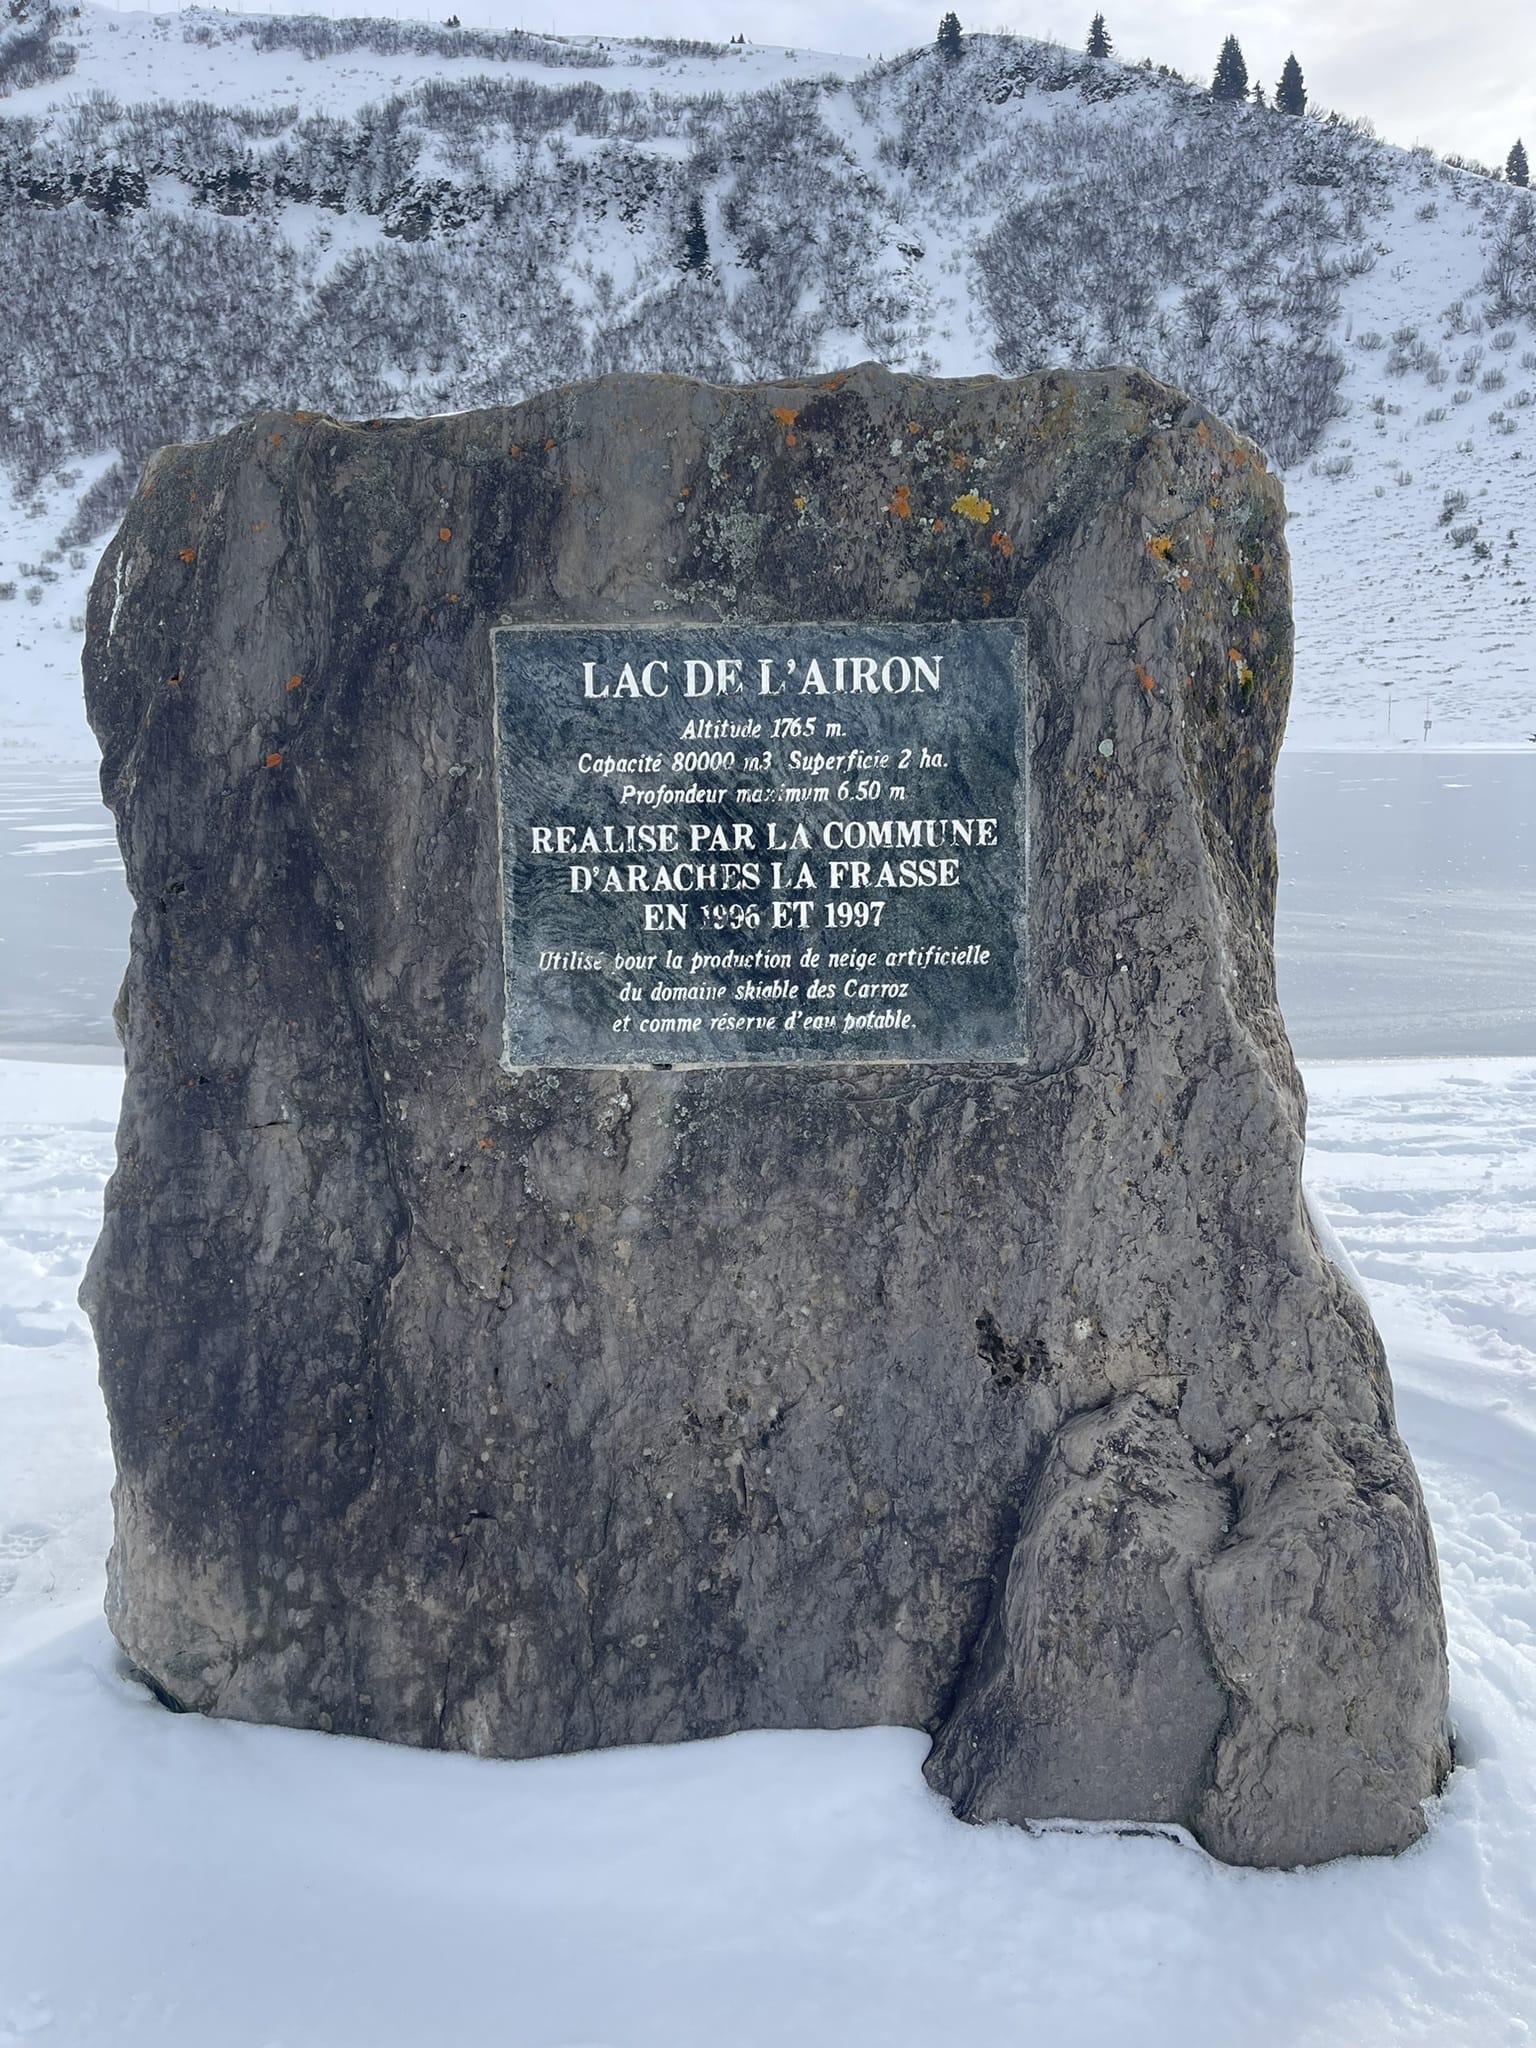 LAC DE L'AIRON
Altitude 1765 m.
Capacité 80000 m3 Superficie 2 ha.
Profondeur maximum 6.50 m
REALISE PAR LA COMMUNE
D'ARACHES LA FRASSE
EN 1996 ET 1997
Utilisé pour la production de neige artificielle
du domaine skiable des Carroz
et comme réserve d'eau potable.